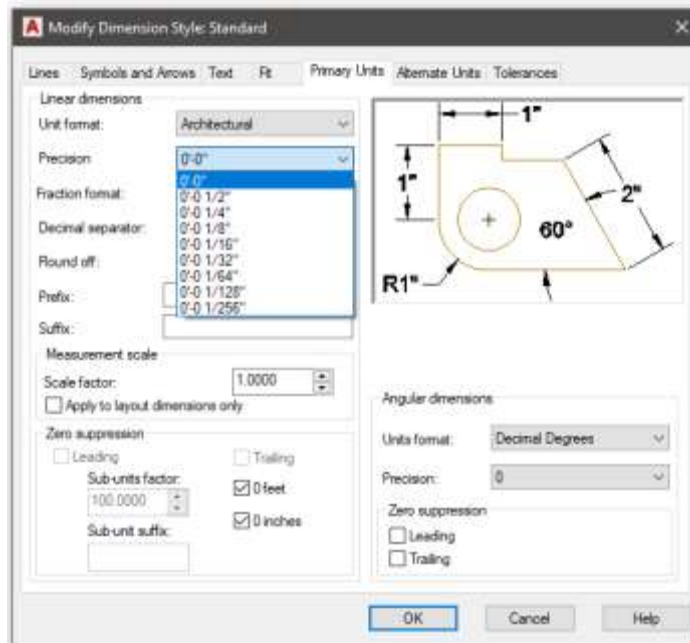 A Modify Dimension Style: Standard
Lines Symbols and Arrows Text Fit Primary Units Alternate Units Tolerances
Linear dimensions
Unit format: Architectural
Precision 0'-0"
0'-0"
0'-0 1/2"
0'-0 1/4"
0'-0 1/8"
0'-0 1/16"
0'-0 1/32"
0'-0 1/64"
0'-0 1/128"
0'-0 1/256"
Fraction format:
Decimal separator:
Round off:
Prefix:
Suffix:
Measurement scale
Scale factor: 1.0000
Apply to layout dimensions only
Zero suppression
Leading
Trailing
Sub-units factor:
100.0000
0 feet
0 inches
Sub-unit suffix:
1"
1"
2"
60°
R1"
Angular dimensions
Units format: Decimal Degrees
Precision: 0
Zero suppression
Leading
Trailing
OK Cancel Help